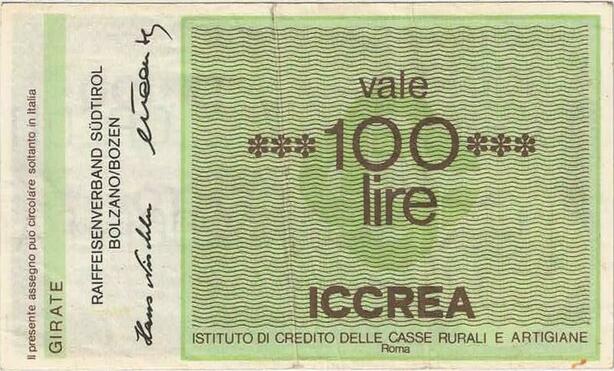 Il presente assegno può circolare soltanto in Italia
GIRATE
RAIFFEISENVERBAND SÜDTIROL
BOLZANO/BOZEN
vale
***100***
lire
ICCREA
ISTITUTO DI CREDITO DELLE CASSE RURALI E ARTIGIANE
Roma